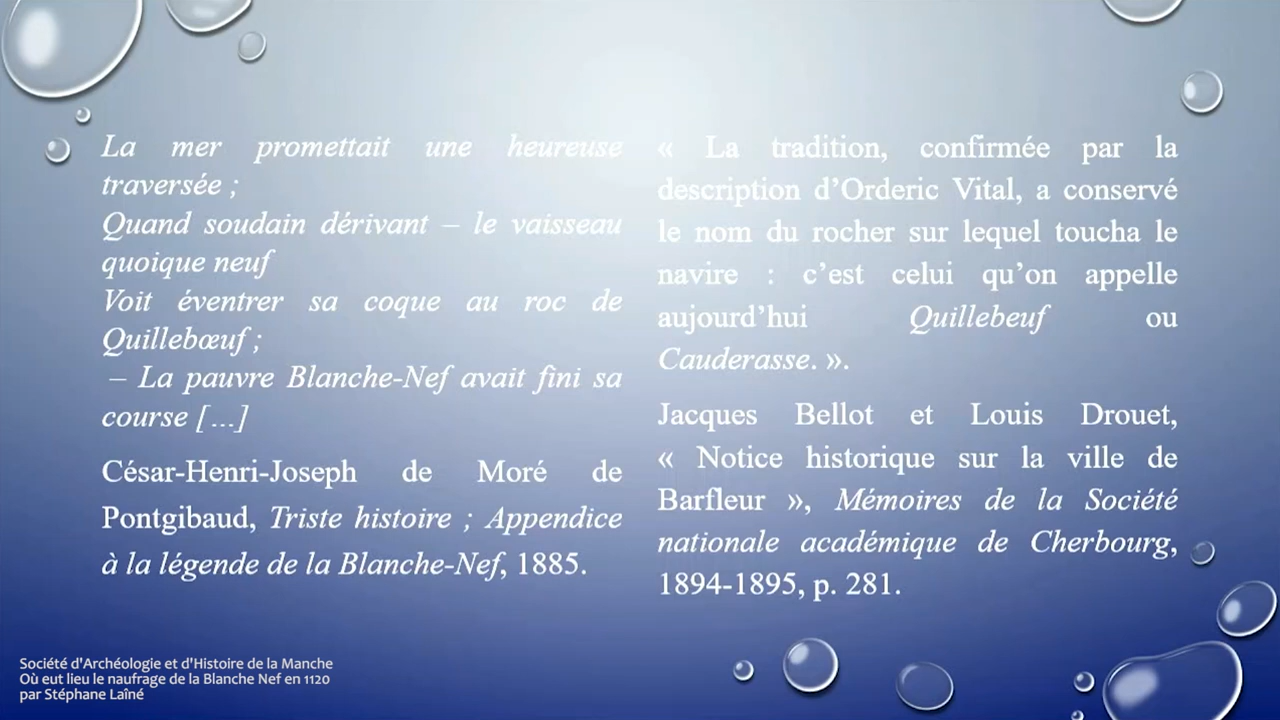 La mer promettait une heureuse
traversée ;
Quand soudain dérivant – le vaisseau
quoique neuf
Voit éventrer sa coque au roc de
Quillebœuf ;
– La pauvre Blanche-Nef avait fini sa
course […]
César-Henri-Joseph de Moré de
Pontgibaud, Triste histoire ; Appendice
à la légende de la Blanche-Nef, 1885.
« La tradition, confirmée par la
description d’Orderic Vital, a conservé
le nom du rocher sur lequel toucha le
navire : c’est celui qu’on appelle
aujourd’hui Quillebeuf ou
Cauderasse. ».
Jacques Bellot et Louis Drouet,
« Notice historique sur la ville de
Barfleur », Mémoires de la Société
nationale académique de Cherbourg,
1894-1895, p. 281.
Société d'Archéologie et d'Histoire de la Manche
Où eut lieu le naufrage de la Blanche Nef en 1120
par Stéphane Laîné